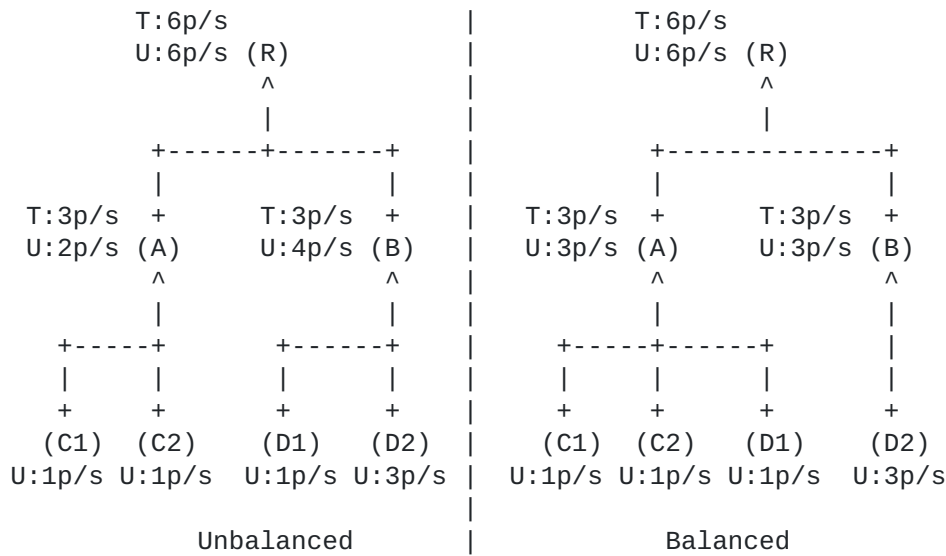 T:6p/s | T:6p/s
U:6p/s (R) | U:6p/s (R)
^ | ^
| | |
+------+-------+ | +--------------+
| | | | |
T:3p/s + T:3p/s + | T:3p/s + T:3p/s +
U:2p/s (A) U:4p/s (B) | U:3p/s (A) U:3p/s (B)
^ ^ | ^ ^
| | | | |
+-----+ +------+ | +-----+------+ |
| | | | | | | | |
+ + + + | + + + +
(C1) (C2) (D1) (D2) | (C1) (C2) (D1) (D2)
U:1p/s U:1p/s U:1p/s U:3p/s | U:1p/s U:1p/s U:1p/s U:3p/s
|
Unbalanced | Balanced